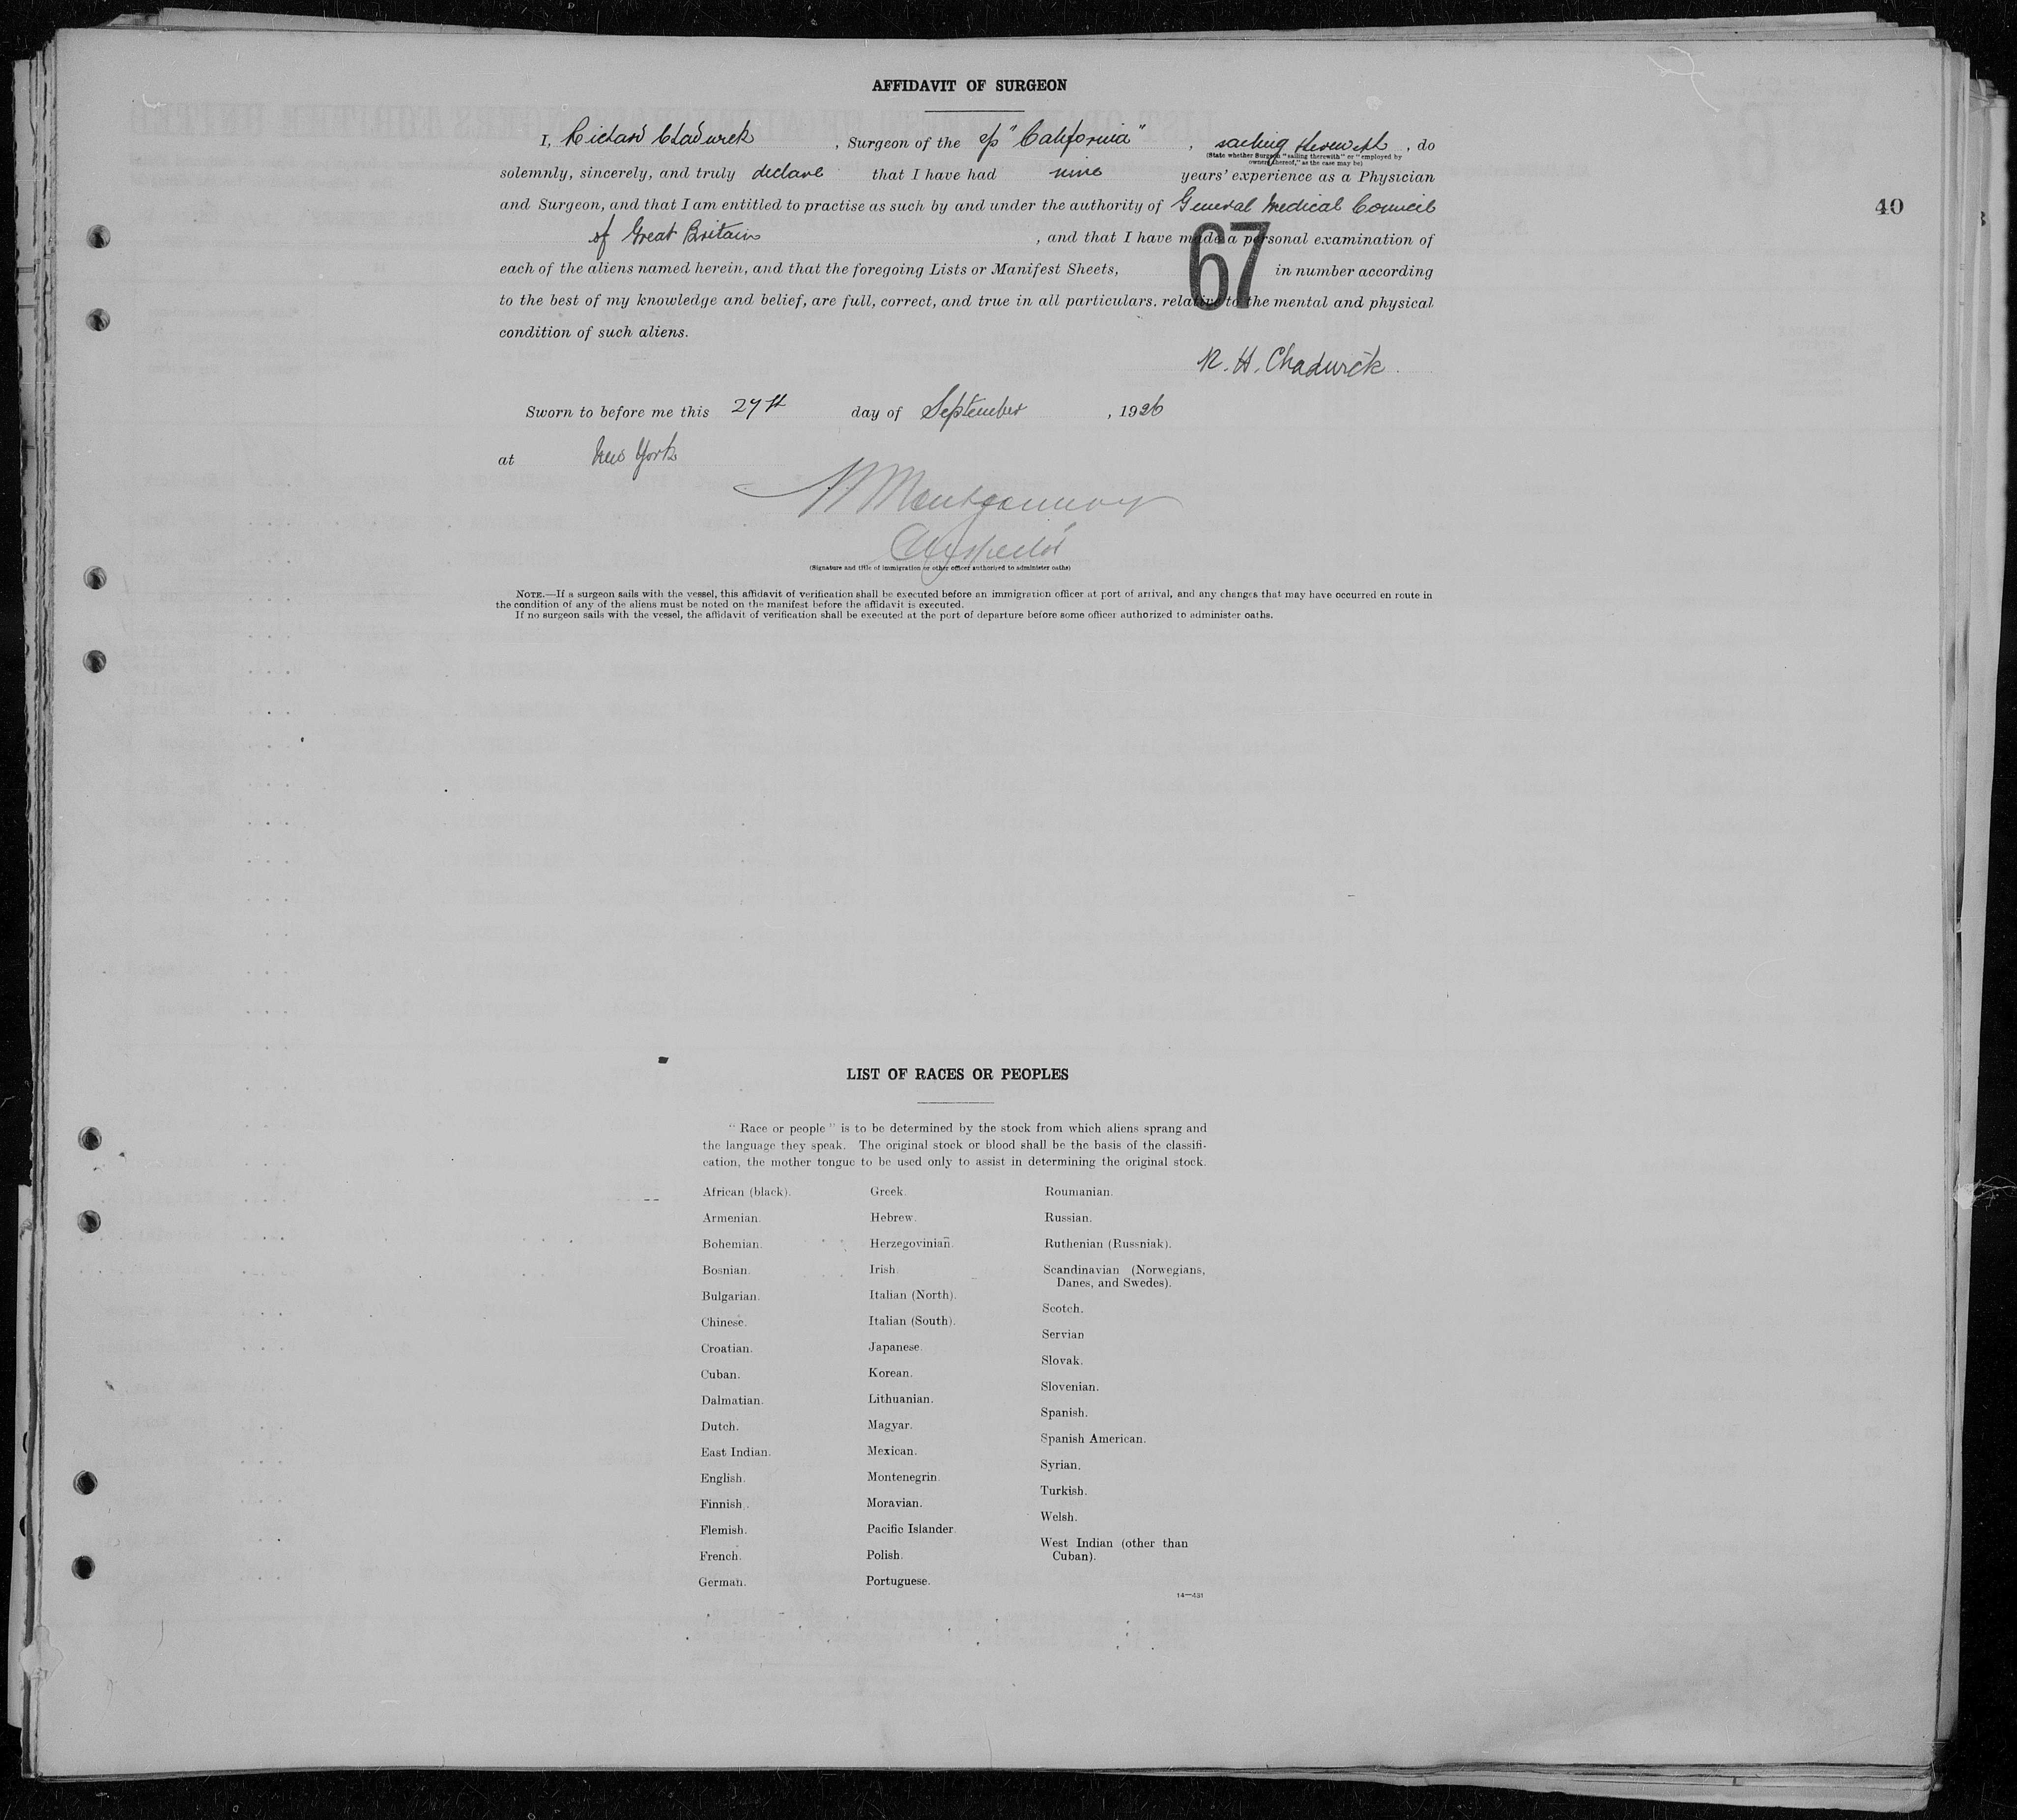 AFFIDAVIT OF SURGEON
I, Richard Chadwick, Surgeon of the s/s "California", sailing therewith, do
(State whether Surgeon "sailing therewith" or "employed by
owners thereof," as the case may be)
solemnly, sincerely, and truly declare that I have had nine years' experience as a Physician
and Surgeon, and that I am entitled to practise as such by and under the authority of General Medical Council
40
of Great Britain, and that I have made a personal examination of
each of the aliens named herein, and that the foregoing Lists or Manifest Sheets, 67 in number according
to the best of my knowledge and belief, are full, correct, and true in all particulars. relative to the mental and physical
condition of such aliens.
R. H. Chadwick
Sworn to before me this 27th day of September, 1926
at New York
Montgomery
Inspector
(Signature and title of immigration or other officer authorized to administer oaths)
NOTE.—If a surgeon sails with the vessel, this affidavit of verification shall be executed before an immigration officer at port of arrival, and any changes that may have occurred en route in
the condition of any of the aliens must be noted on the manifest before the affidavit is executed.
If no surgeon sails with the vessel, the affidavit of verification shall be executed at the port of departure before some officer authorized to administer oaths.
LIST OF RACES OR PEOPLES
"Race or people" is to be determined by the stock from which aliens sprang and
the language they speak. The original stock or blood shall be the basis of the classifi-
cation, the mother tongue to be used only to assist in determining the original stock.
African (black).
Armenian.
Bohemian.
Bosnian.
Bulgarian.
Chinese.
Croatian.
Cuban.
Dalmatian.
Dutch.
East Indian.
English.
Finnish.
Flemish.
French.
German.
Greek.
Hebrew.
Herzegovinian.
Irish.
Italian (North).
Italian (South).
Japanese.
Korean.
Lithuanian.
Magyar.
Mexican.
Montenegrin.
Moravian.
Pacific Islander.
Polish.
Portuguese.
Roumanian.
Russian.
Ruthenian (Russniak).
Scandinavian (Norwegians,
Danes, and Swedes).
Scotch.
Servian
Slovak.
Slovenian.
Spanish.
Spanish American.
Syrian.
Turkish.
Welsh.
West Indian (other than
Cuban).
14—431